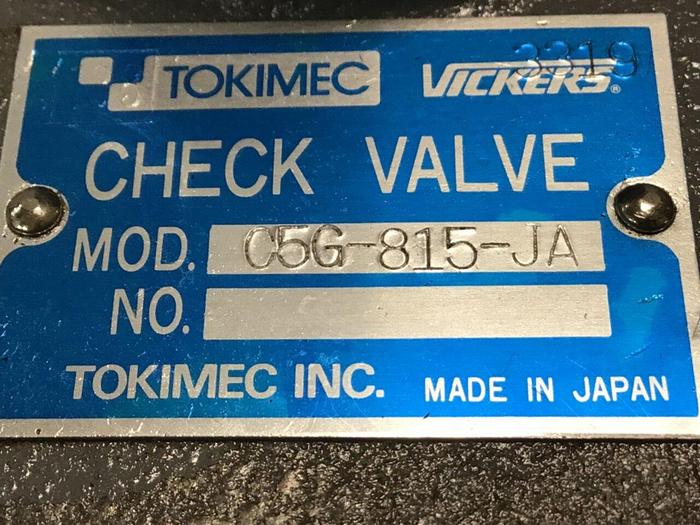 3319
TOKIMEC VICKERS®
CHECK VALVE
MOD. C5G-815-JA
NO.
TOKIMEC INC. MADE IN JAPAN